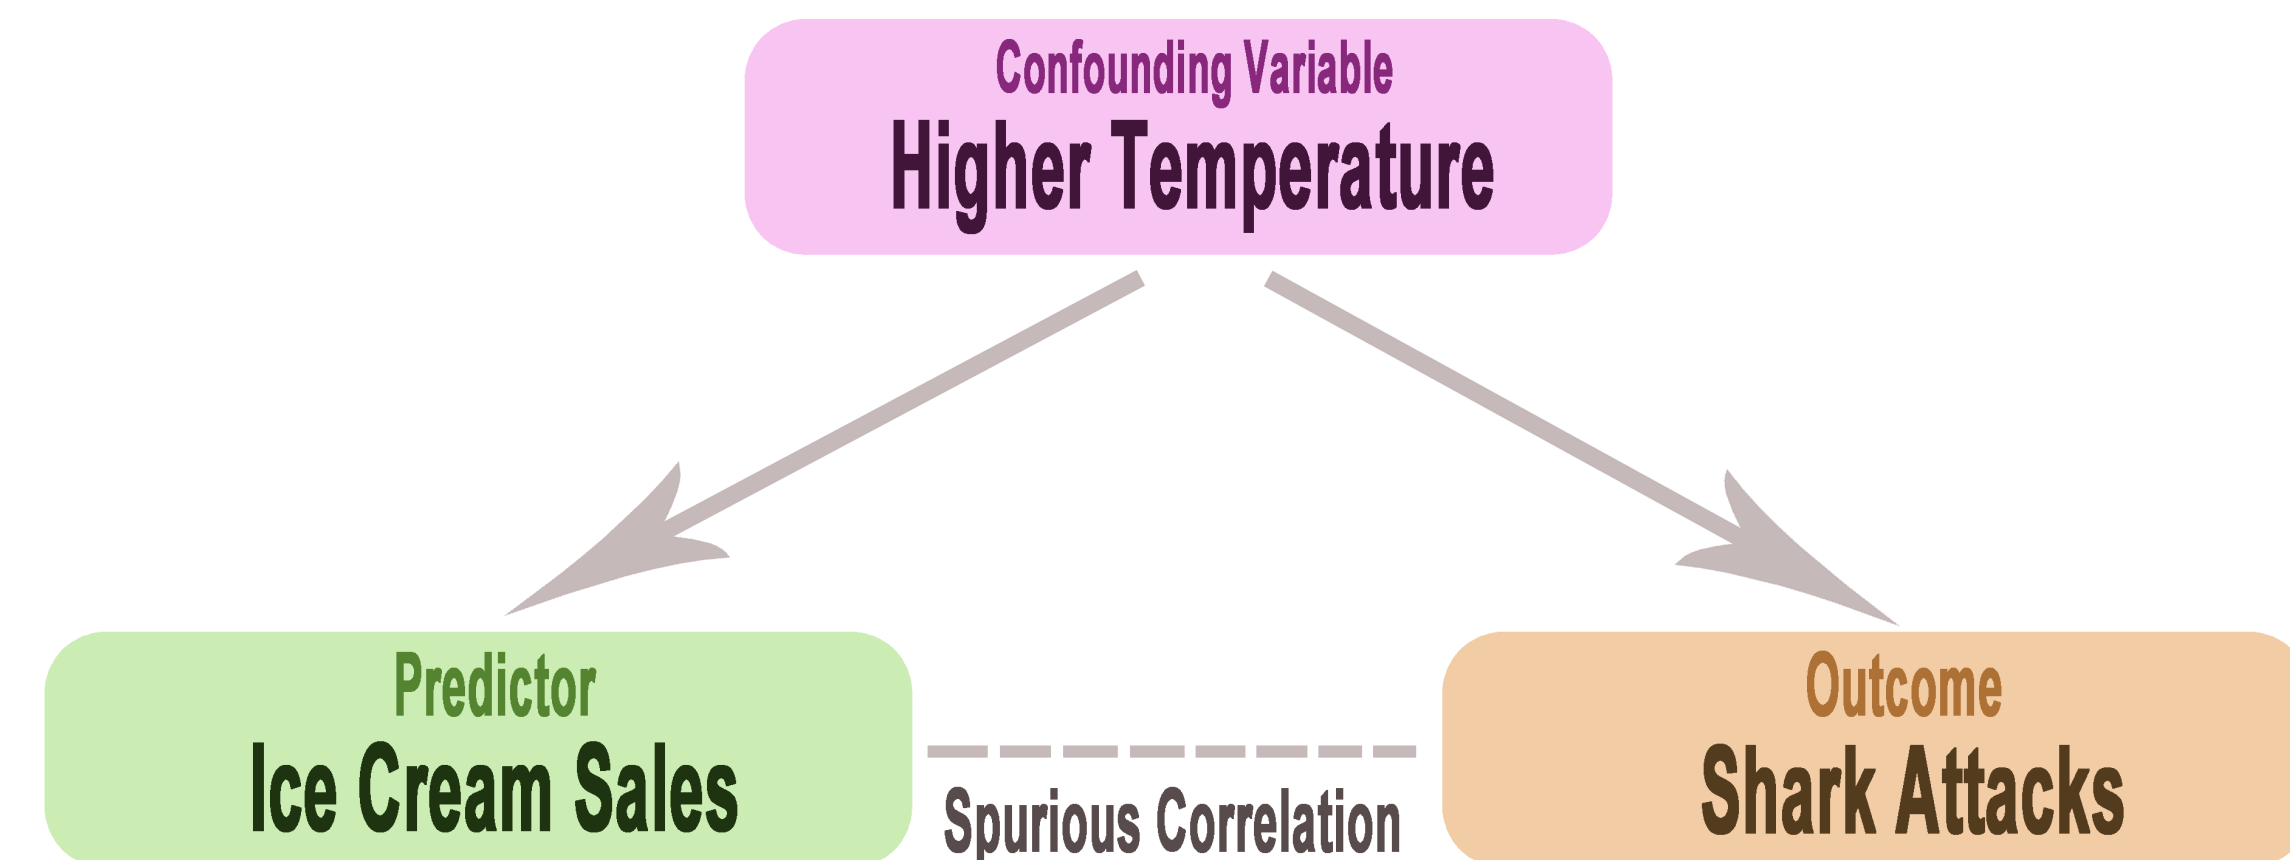 Confounding Variable
Higher Temperature
Predictor
Ice Cream Sales
Spurious Correlation
Outcome
Shark Attacks